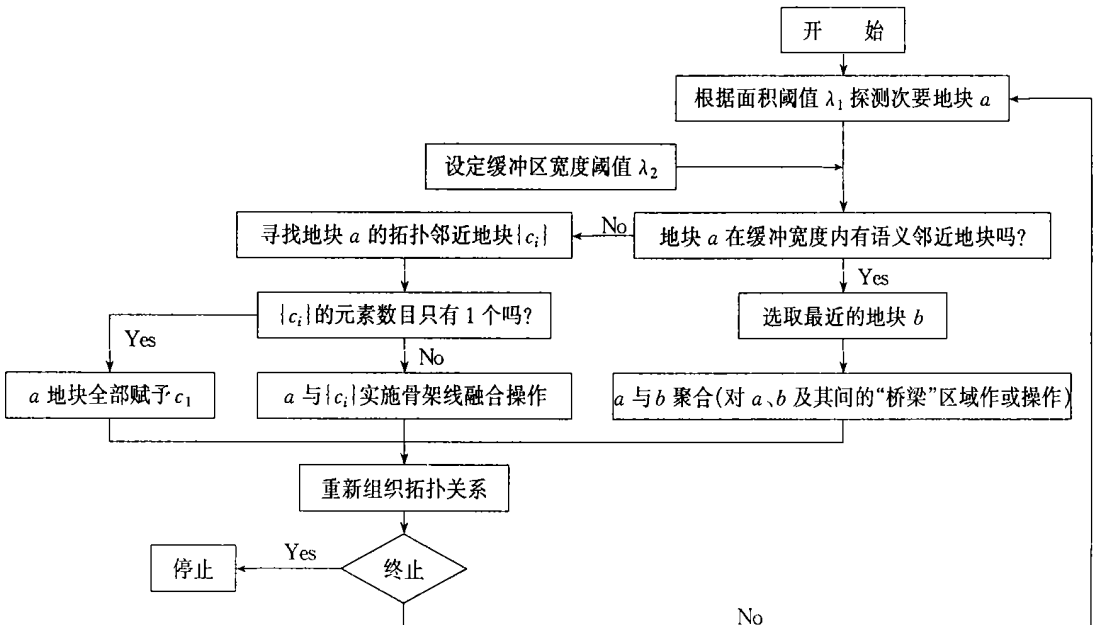 开 始
根据面积阈值 λ₁ 探测次要地块 a
设定缓冲区宽度阈值 λ₂
寻找地块 a 的拓扑邻近地块{cᵢ}
No
地块 a 在缓冲宽度内有语义邻近地块吗?
Yes
{cᵢ}的元素数目只有 1 个吗?
选取最近的地块 b
Yes
No
a 地块全部赋予 c₁
a 与{cᵢ}实施骨架线融合操作
a 与 b 聚合(对 a、b 及其间的“桥梁”区域作或操作)
重新组织拓扑关系
停止
Yes
终止
No